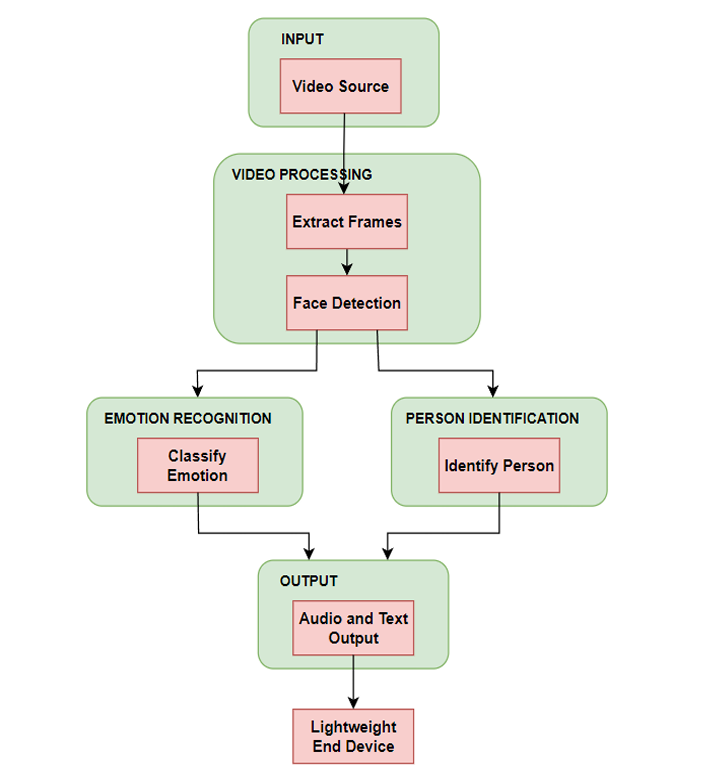 INPUT
Video Source
VIDEO PROCESSING
Extract Frames
Face Detection
EMOTION RECOGNITION
Classify
Emotion
PERSON IDENTIFICATION
Identify Person
OUTPUT
Audio and Text
Output
Lightweight
End Device